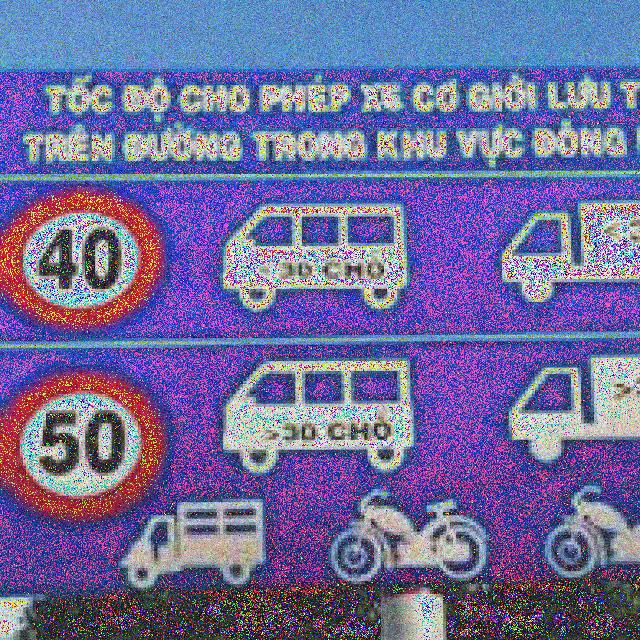 TỐC ĐỘ CHO PHÉP XE CƠ GIỚI LƯU T
TRÊN ĐƯỜNG TRONG KHU VỰC ĐÔNG
40
30 CHỖ
50
30 CHỖ